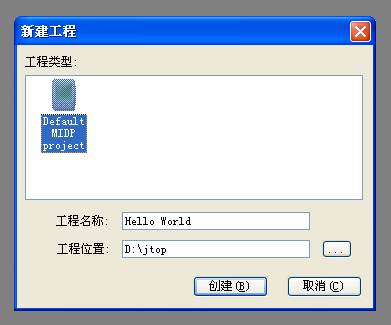 新建工程
工程类型:
Default
MIDP
project
工程名称: Hello World
工程位置: D:\jtop ...
创建(B) 取消(C)